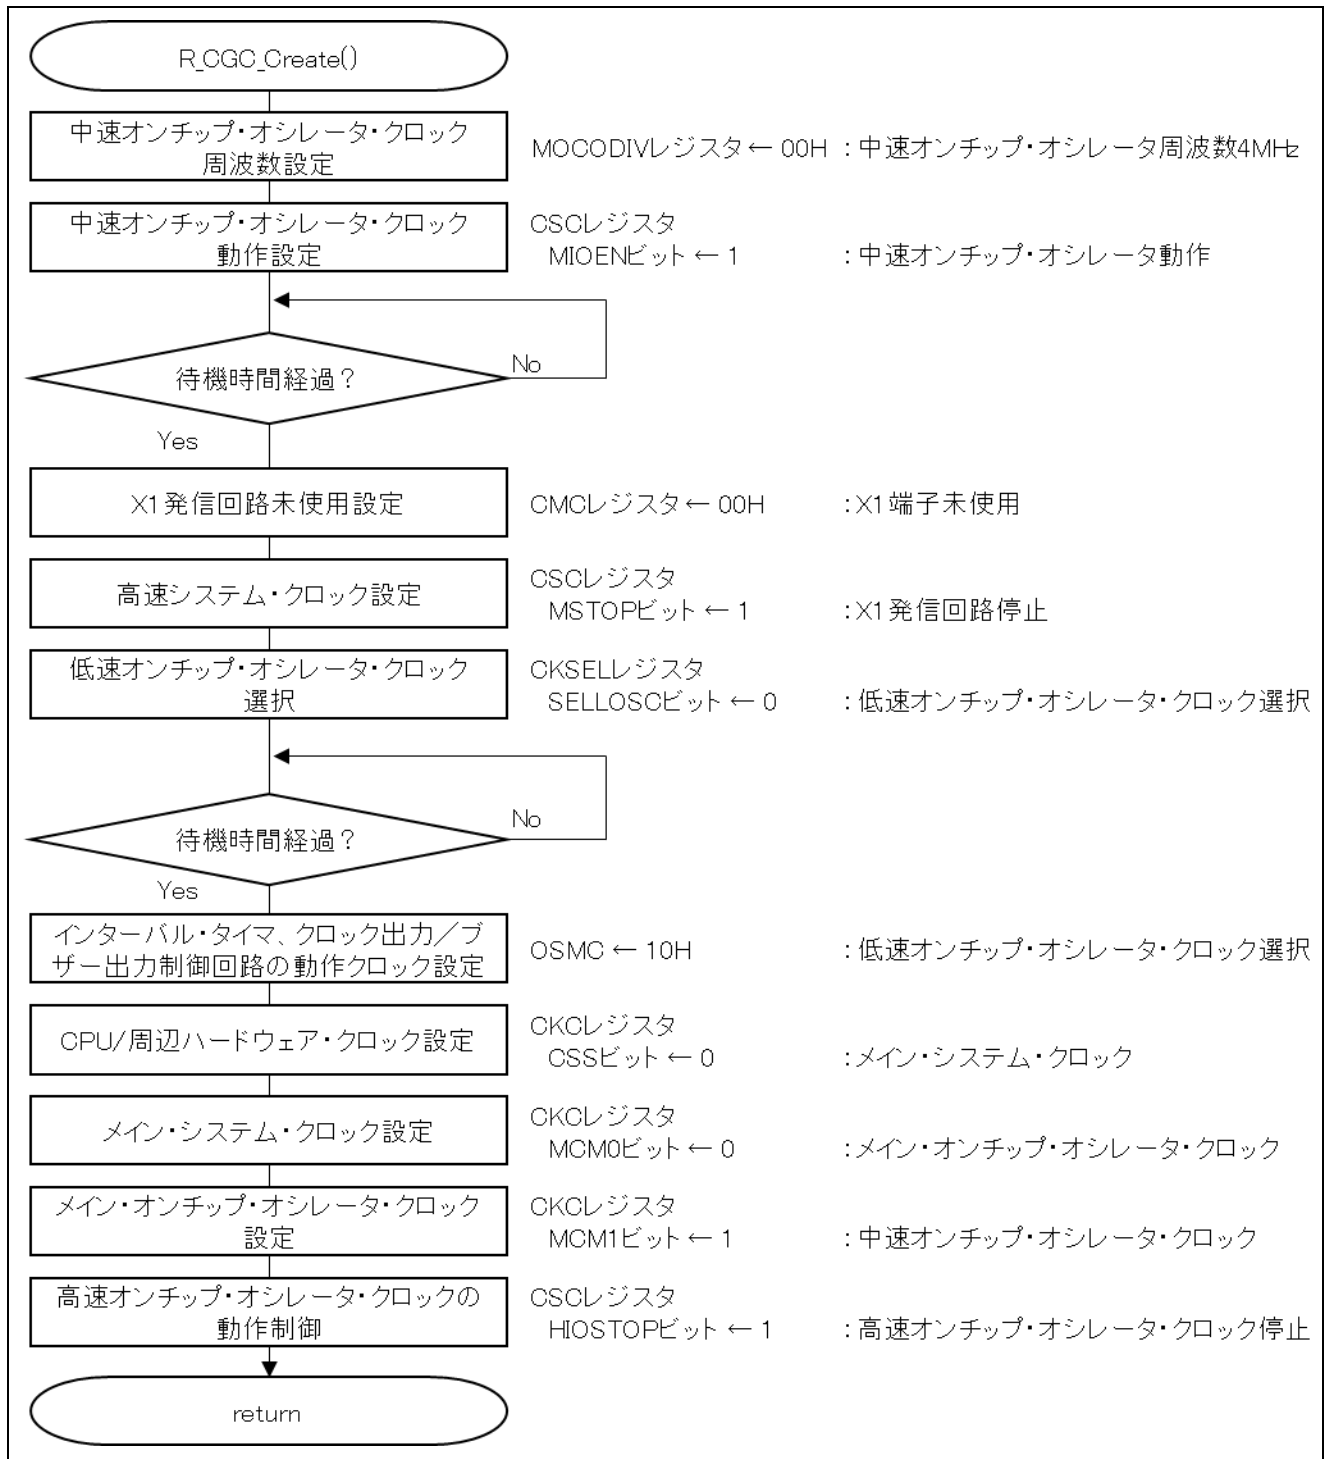 R_CGC_Create()
中速オンチップ・オシレータ・クロック
周波数設定
MOCODIVレジスタ ← 00H ：中速オンチップ・オシレータ周波数4MHz
中速オンチップ・オシレータ・クロック
動作設定
CSCレジスタ
MIOENビット ← 1 ：中速オンチップ・オシレータ動作
待機時間経過？
No
Yes
X1発信回路未使用設定
CMCレジスタ ← 00H ：X1端子未使用
高速システム・クロック設定
CSCレジスタ
MSTOPビット ← 1 ：X1発信回路停止
低速オンチップ・オシレータ・クロック
選択
CKSELレジスタ
SELLOSCビット ← 0 ：低速オンチップ・オシレータ・クロック選択
待機時間経過？
No
Yes
インターバル・タイマ、クロック出力／ブ
ザー出力制御回路の動作クロック設定
OSMC ← 10H ：低速オンチップ・オシレータ・クロック選択
CPU/周辺ハードウェア・クロック設定
CKCレジスタ
CSSビット ← 0 ：メイン・システム・クロック
メイン・システム・クロック設定
CKCレジスタ
MCM0ビット ← 0 ：メイン・オンチップ・オシレータ・クロック
メイン・オンチップ・オシレータ・クロック
設定
CKCレジスタ
MCM1ビット ← 1 ：中速オンチップ・オシレータ・クロック
高速オンチップ・オシレータ・クロックの
動作制御
CSCレジスタ
HIOSTOPビット ← 1 ：高速オンチップ・オシレータ・クロック停止
return